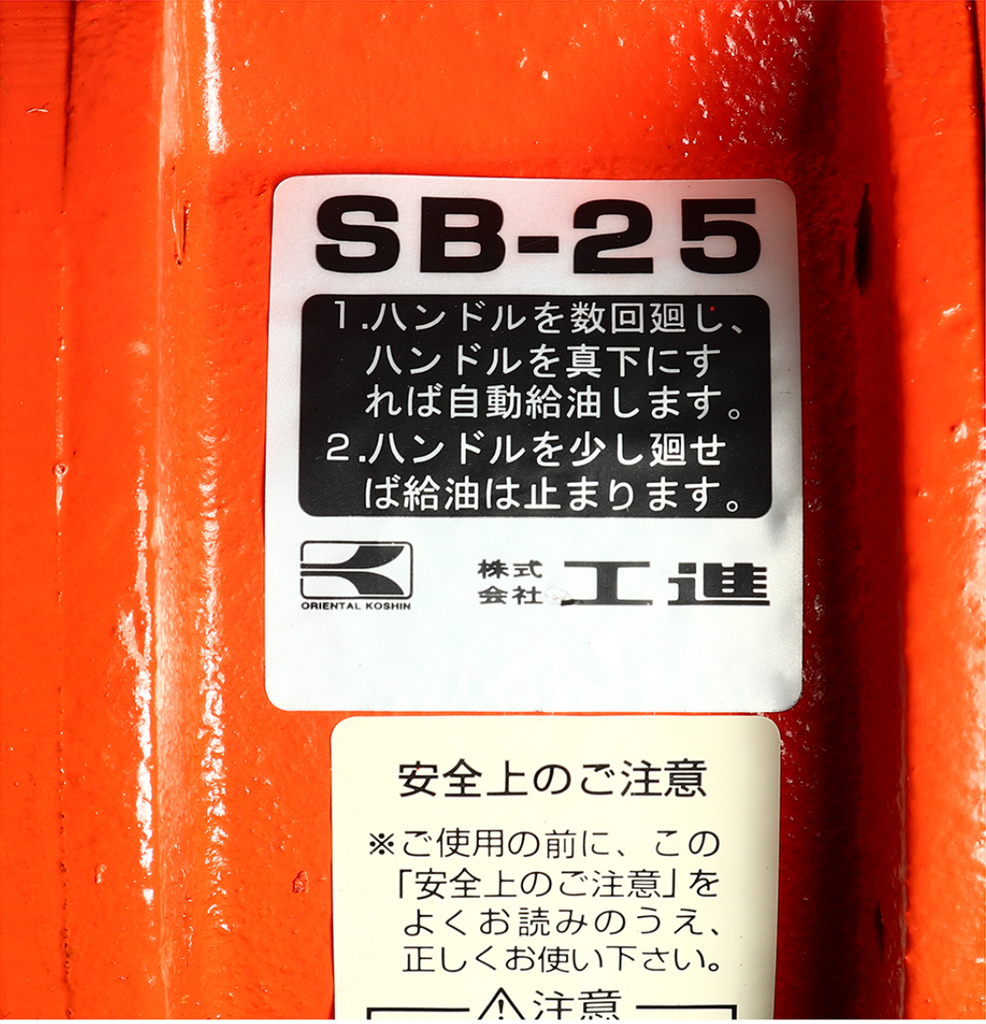 SB-25
1.ハンドルを数回廻し、
ハンドルを真下にす
れば自動給油します。
2.ハンドルを少し廻せ
ば給油は止まります。
ORIENTAL KOSHIN
株式
会社
工進
安全上のご注意
※ご使用の前に、この
「安全上のご注意」を
よくお読みのうえ、
正しくお使い下さい。
⚠注意